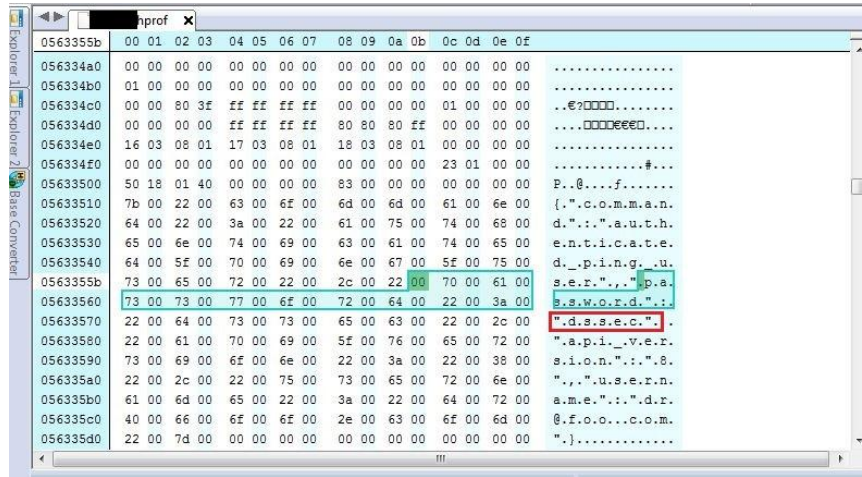 hprof x
Explorer 1
Explorer 2
Base Converter
0563355b 00 01 02 03 04 05 06 07 08 09 0a 0b 0c 0d 0e 0f
056334a0 00 00 00 00 00 00 00 00 00 00 00 00 00 00 00 00 ................
056334b0 01 00 00 00 00 00 00 00 00 00 00 00 00 00 00 00 ................
056334c0 00 00 80 3f ff ff ff ff 00 00 00 00 01 00 00 00 ..€?□□□□........
056334d0 00 00 00 00 ff ff ff ff 80 80 80 ff 00 00 00 00 ....□□□□€€€□....
056334e0 16 03 08 01 17 03 08 01 18 03 08 01 00 00 00 00 ................
056334f0 00 00 00 00 00 00 00 00 00 00 00 00 23 01 00 00 ............#...
05633500 50 18 01 40 00 00 00 00 83 00 00 00 00 00 00 00 P..@....ƒ.......
05633510 7b 00 22 00 63 00 6f 00 6d 00 6d 00 61 00 6e 00 {.".c.o.m.m.a.n.
05633520 64 00 22 00 3a 00 22 00 61 00 75 00 74 00 68 00 d.".:.".a.u.t.h.
05633530 65 00 6e 00 74 00 69 00 63 00 61 00 74 00 65 00 e.n.t.i.c.a.t.e.
05633540 64 00 5f 00 70 00 69 00 6e 00 67 00 5f 00 75 00 d._.p.i.n.g._.u.
0563355b 73 00 65 00 72 00 22 00 2c 00 22 00 70 00 61 00 s.e.r.".,.".p.a.
05633560 73 00 73 00 77 00 6f 00 72 00 64 00 22 00 3a 00 s.s.w.o.r.d.".:.
05633570 22 00 64 00 73 00 73 00 65 00 63 00 22 00 2c 00 ".d.s.s.e.c.".,.
05633580 22 00 61 00 70 00 69 00 5f 00 76 00 65 00 72 00 ".a.p.i._.v.e.r.
05633590 73 00 69 00 6f 00 6e 00 22 00 3a 00 22 00 38 00 s.i.o.n.".:.".8.
056335a0 22 00 2c 00 22 00 75 00 73 00 65 00 72 00 6e 00 ".,.".u.s.e.r.n.
056335b0 61 00 6d 00 65 00 22 00 3a 00 22 00 64 00 72 00 a.m.e.".:.".d.r.
056335c0 40 00 66 00 6f 00 6f 00 2e 00 63 00 6f 00 6d 00 @.f.o.o...c.o.m.
056335d0 22 00 7d 00 00 00 00 00 00 00 00 00 00 00 00 00 ".}.............